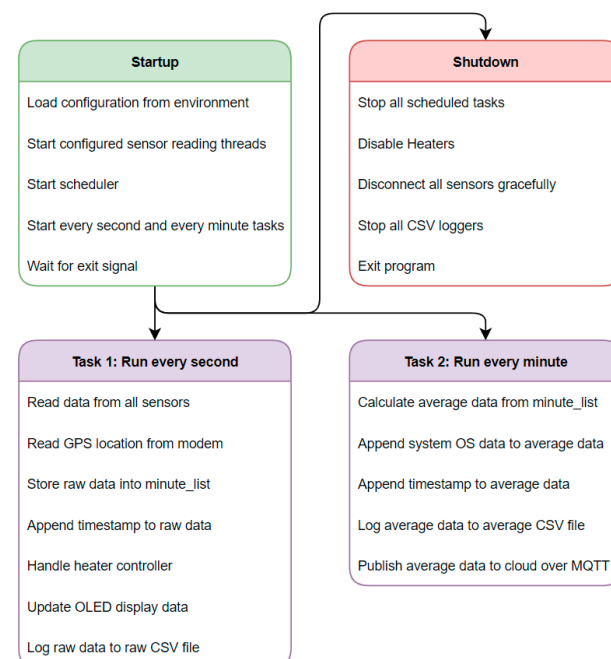 Startup
Load configuration from environment
Start configured sensor reading threads
Start scheduler
Start every second and every minute tasks
Wait for exit signal
Shutdown
Stop all scheduled tasks
Disable Heaters
Disconnect all sensors gracefully
Stop all CSV loggers
Exit program
Task 1: Run every second
Read data from all sensors
Read GPS location from modem
Store raw data into minute_list
Append timestamp to raw data
Handle heater controller
Update OLED display data
Log raw data to raw CSV file
Task 2: Run every minute
Calculate average data from minute_list
Append system OS data to average data
Append timestamp to average data
Log average data to average CSV file
Publish average data to cloud over MQTT